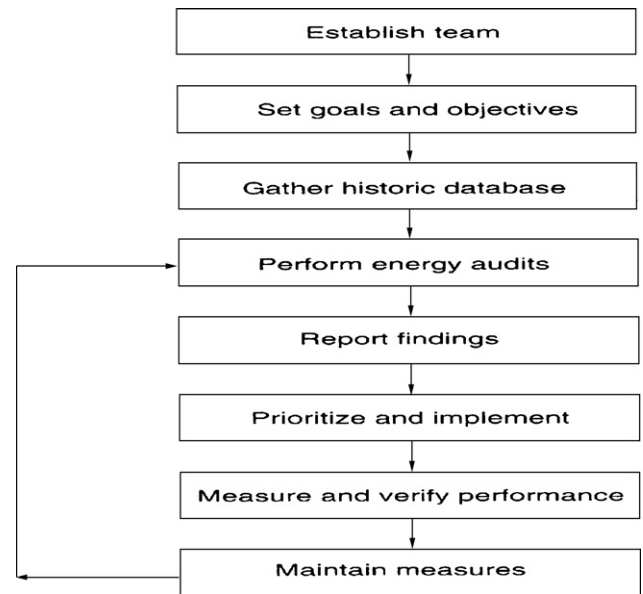 Establish team
Set goals and objectives
Gather historic database
Perform energy audits
Report findings
Prioritize and implement
Measure and verify performance
Maintain measures